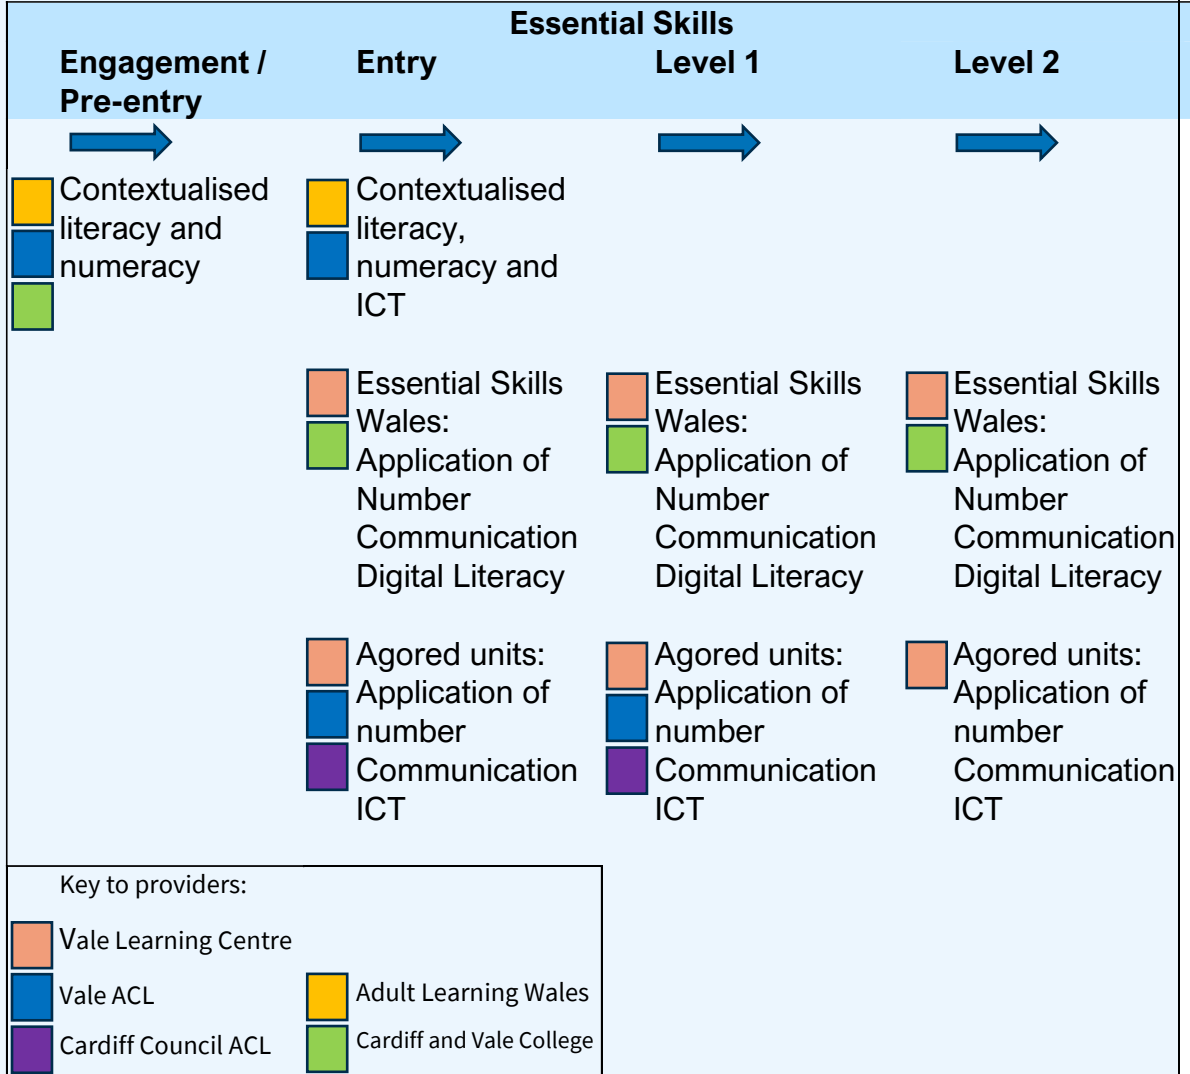 Essential Skills
Engagement /
Pre-entry
Entry
Level 1
Level 2
Contextualised
literacy and
numeracy
Contextualised
literacy,
numeracy and
ICT
Essential Skills
Wales:
Application of
Number
Communication
Digital Literacy
Essential Skills
Wales:
Application of
Number
Communication
Digital Literacy
Essential Skills
Wales:
Application of
Number
Communication
Digital Literacy
Agored units:
Application of
number
Communication
ICT
Agored units:
Application of
number
Communication
ICT
Agored units:
Application of
number
Communication
ICT
Key to providers:
Vale Learning Centre
Vale ACL
Adult Learning Wales
Cardiff Council ACL
Cardiff and Vale College